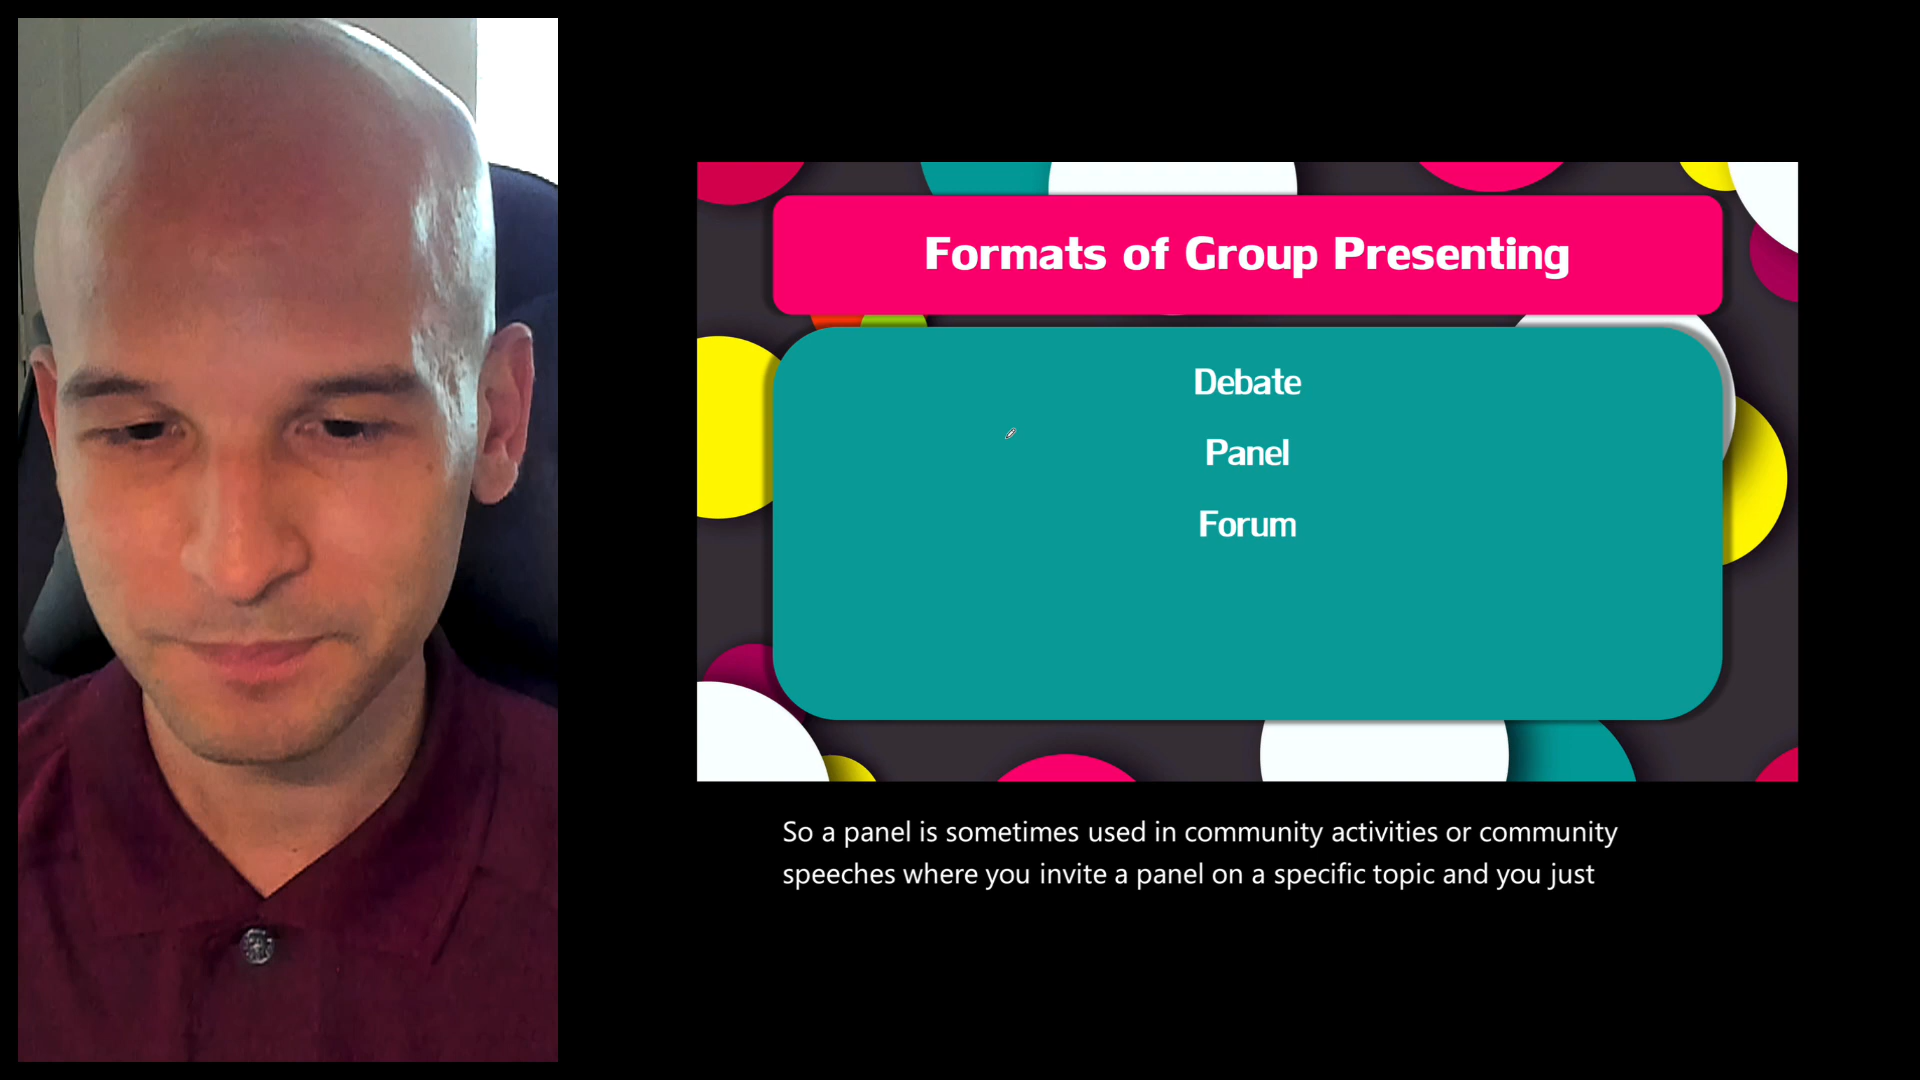 Formats of Group Presenting
Debate
Panel
Forum
So a panel is sometimes used in community activities or community
speeches where you invite a panel on a specific topic and you just